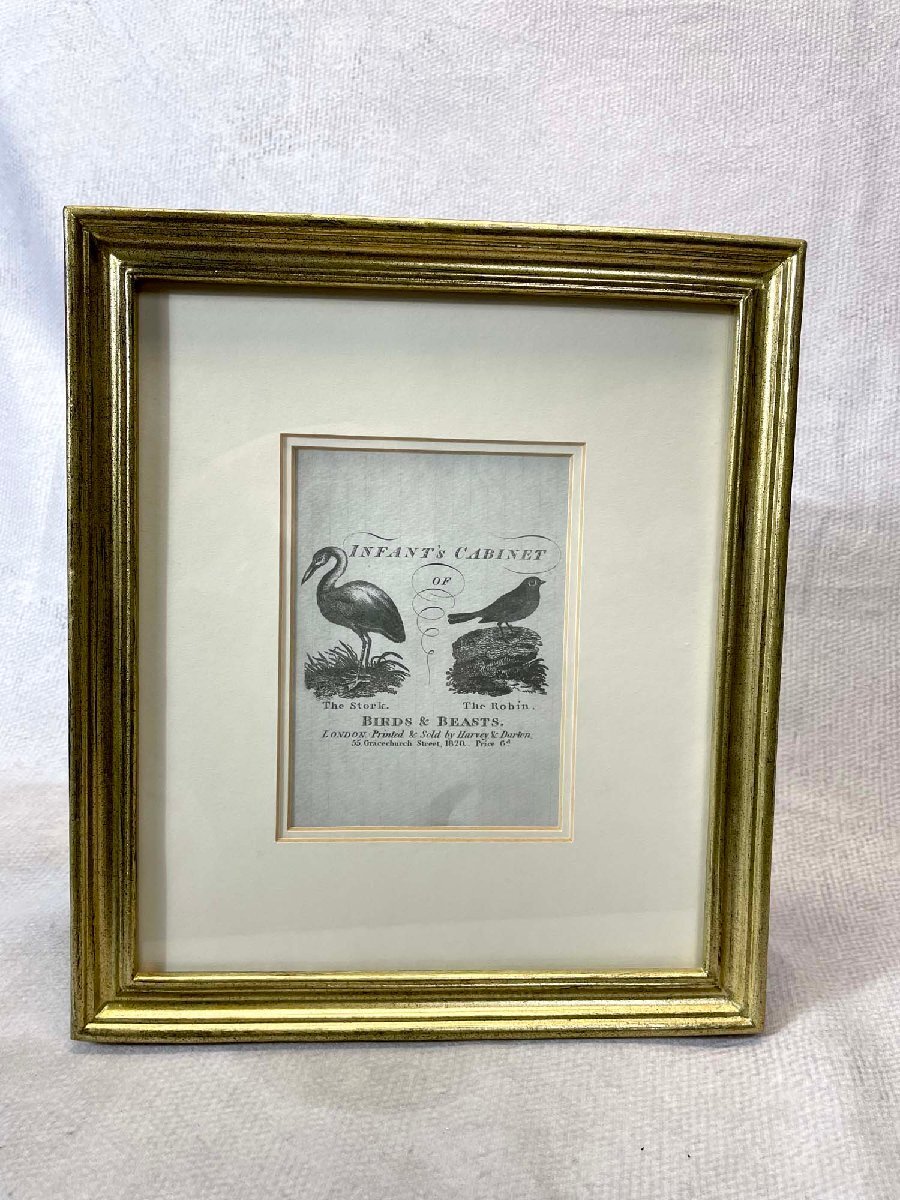 INFANT's CABINET
OF
The Stork.
The Robin.
BIRDS & BEASTS.
LONDON, Printed & Sold by Harvey & Darton,
55 Gracechurch Street, 1820. Price 6d